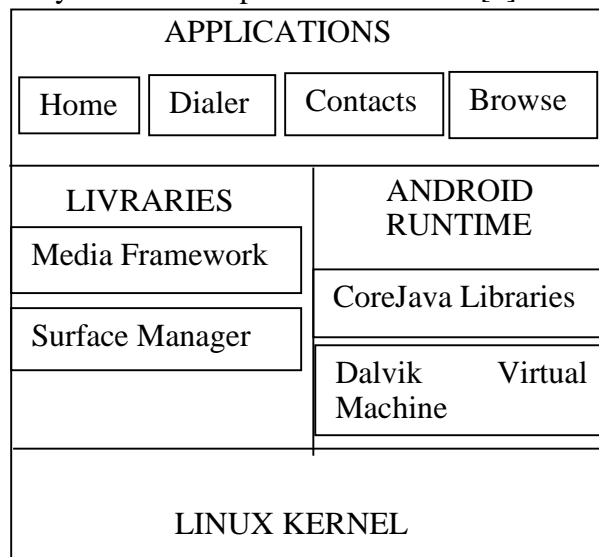 APPLICATIONS
Home Dialer Contacts Browse
LIVRARIES
Media Framework
Surface Manager
ANDROID
RUNTIME
CoreJava Libraries
Dalvik Virtual
Machine
LINUX KERNEL